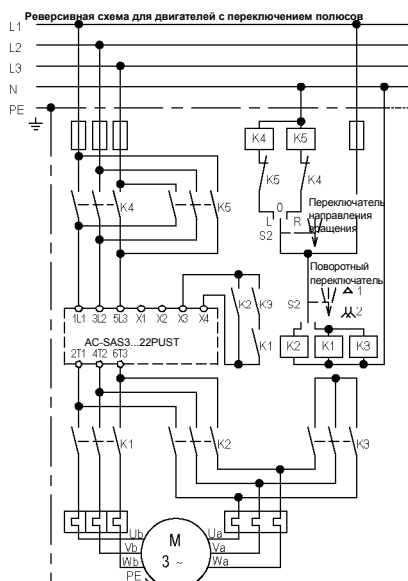 Реверсивная схема для двигателей с переключением полюсов
L1
L2
L3
N
PE
K4 K5
K5 K4
K4 K5
L 0 R
S2
Переключатель
направления
вращения
Поворотный
переключатель
S2 1
2
K2 K3
K1
1L1 3L2 5L3 X1 X2 X3 X4
AC-SAS3...22PUST
2T1 4T2 6T3
K2 K1 K3
K1 K2 K3
Ub Ua
Vb Va
Wb Wa
M
3 ~
PE